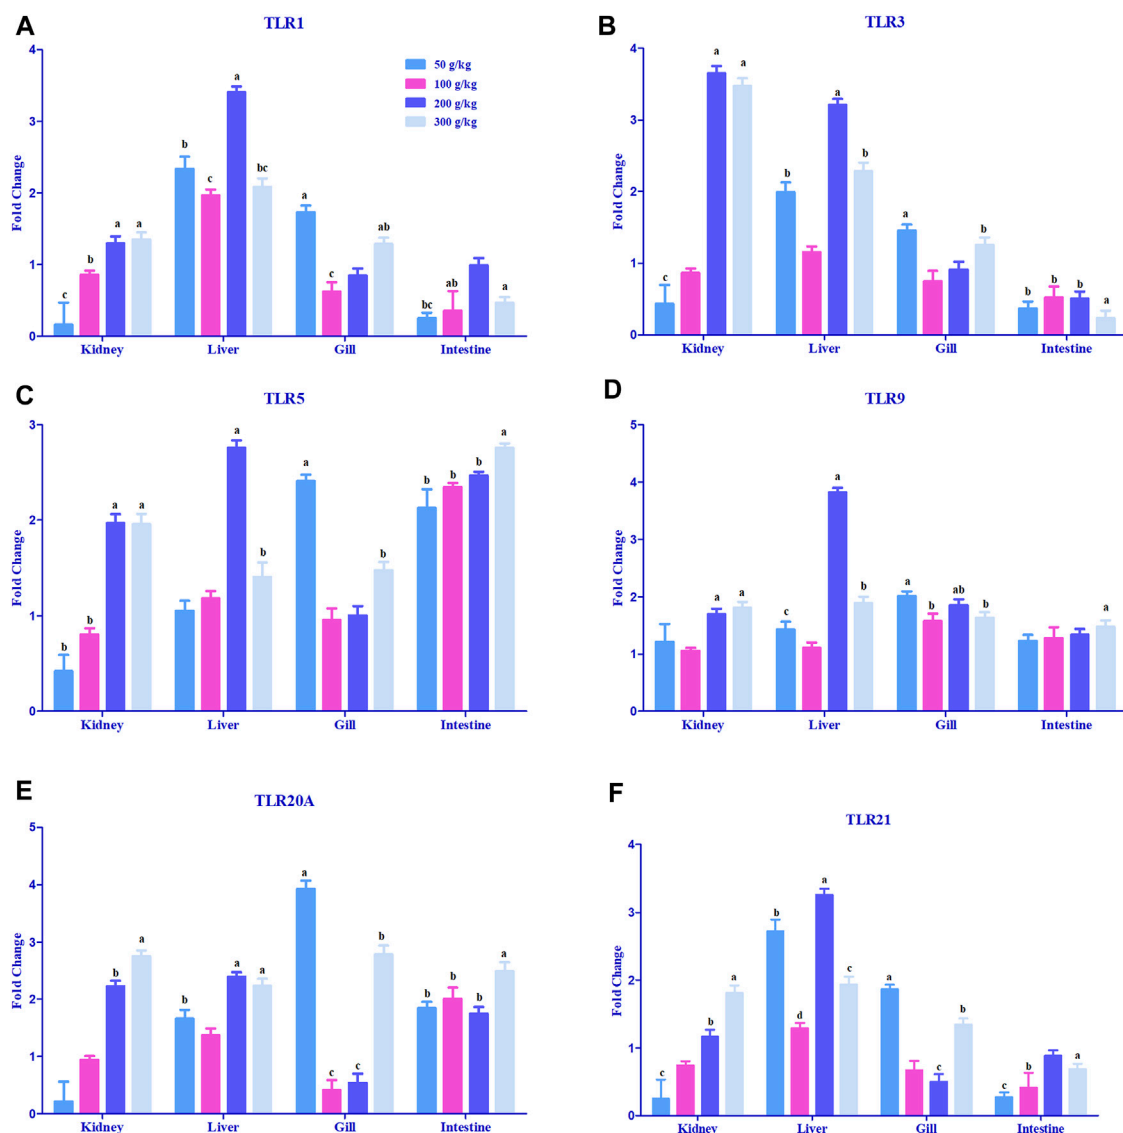 A
TLR1
Fold Change
4
3
2
1
0
50 g/kg
100 g/kg
200 g/kg
300 g/kg
c b a a
b c a bc
a c ab
bc ab a
Kidney Liver Gill Intestine
B
TLR3
Fold Change
4
3
2
1
0
c a a
b a b
a b
b b b a
Kidney Liver Gill Intestine
C
TLR5
Fold Change
3
2
1
0
b b a a
a b
a b
b b b a
Kidney Liver Gill Intestine
D
TLR9
Fold Change
5
4
3
2
1
0
a a
c b
a b ab b
a
Kidney Liver Gill Intestine
E
TLR20A
Fold Change
5
4
3
2
1
0
b a
b a a
a c c b
b b b a
Kidney Liver Gill Intestine
F
TLR21
Fold Change
4
3
2
1
0
c b a
b d a c
a c b
c b a
Kidney Liver Gill Intestine